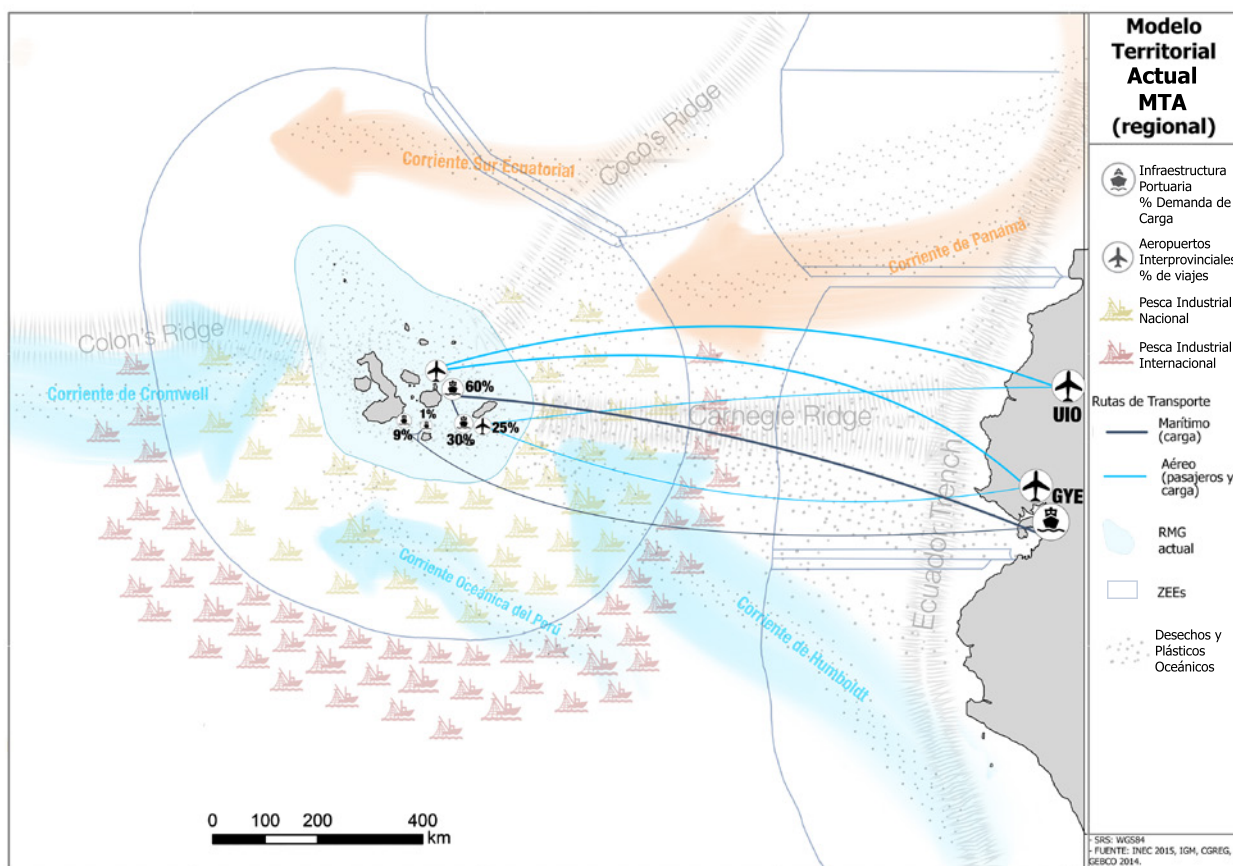 Modelo
Territorial
Actual
MTA
(regional)
Infraestructura
Portuaria
% Demanda de
Carga
Aeropuertos
Interprovinciales
% de viajes
Pesca Industrial
Nacional
Pesca Industrial
Internacional
Rutas de Transporte
Marítimo
(carga)
Aéreo
(pasajeros y
carga)
RMG
actual
ZEEs
Desechos y
Plásticos
Oceánicos
- SRS: WGS84
- FUENTE: INEC 2015, IGM, CGREG,
GEBCO 2014.
Corriente Sur Ecuatorial
Coco's Ridge
Corriente de Panamá
Colon's Ridge
Corriente de Cromwell
60%
1%
9%
30%
25%
Carnegie Ridge
UIO
GYE
Ecuador Trench
Corriente Oceánica del Perú
Corriente de Humboldt
0 100 200 400
km